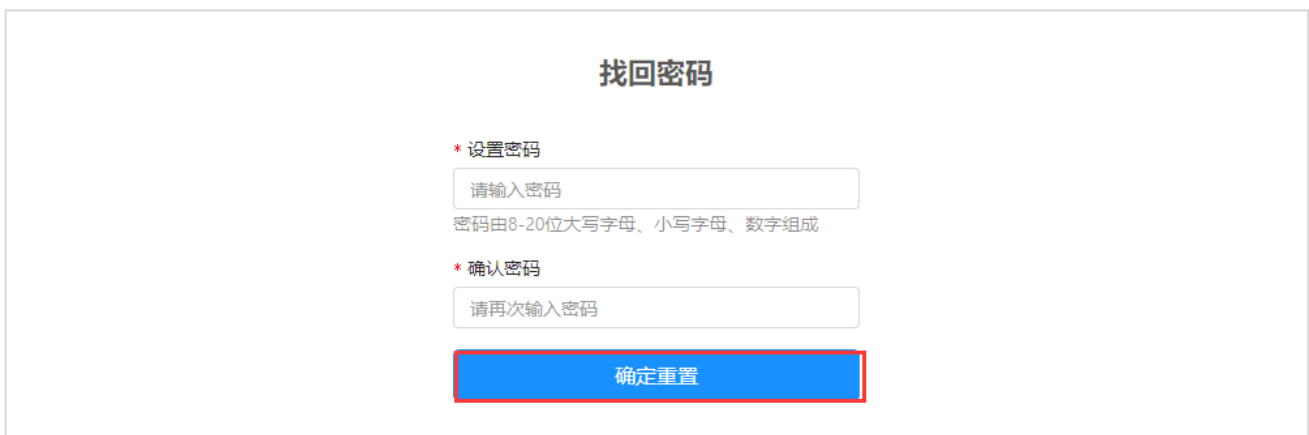 找回密码
* 设置密码
请输入密码
密码由8-20位大写字母、小写字母、数字组成
* 确认密码
请再次输入密码
确定重置